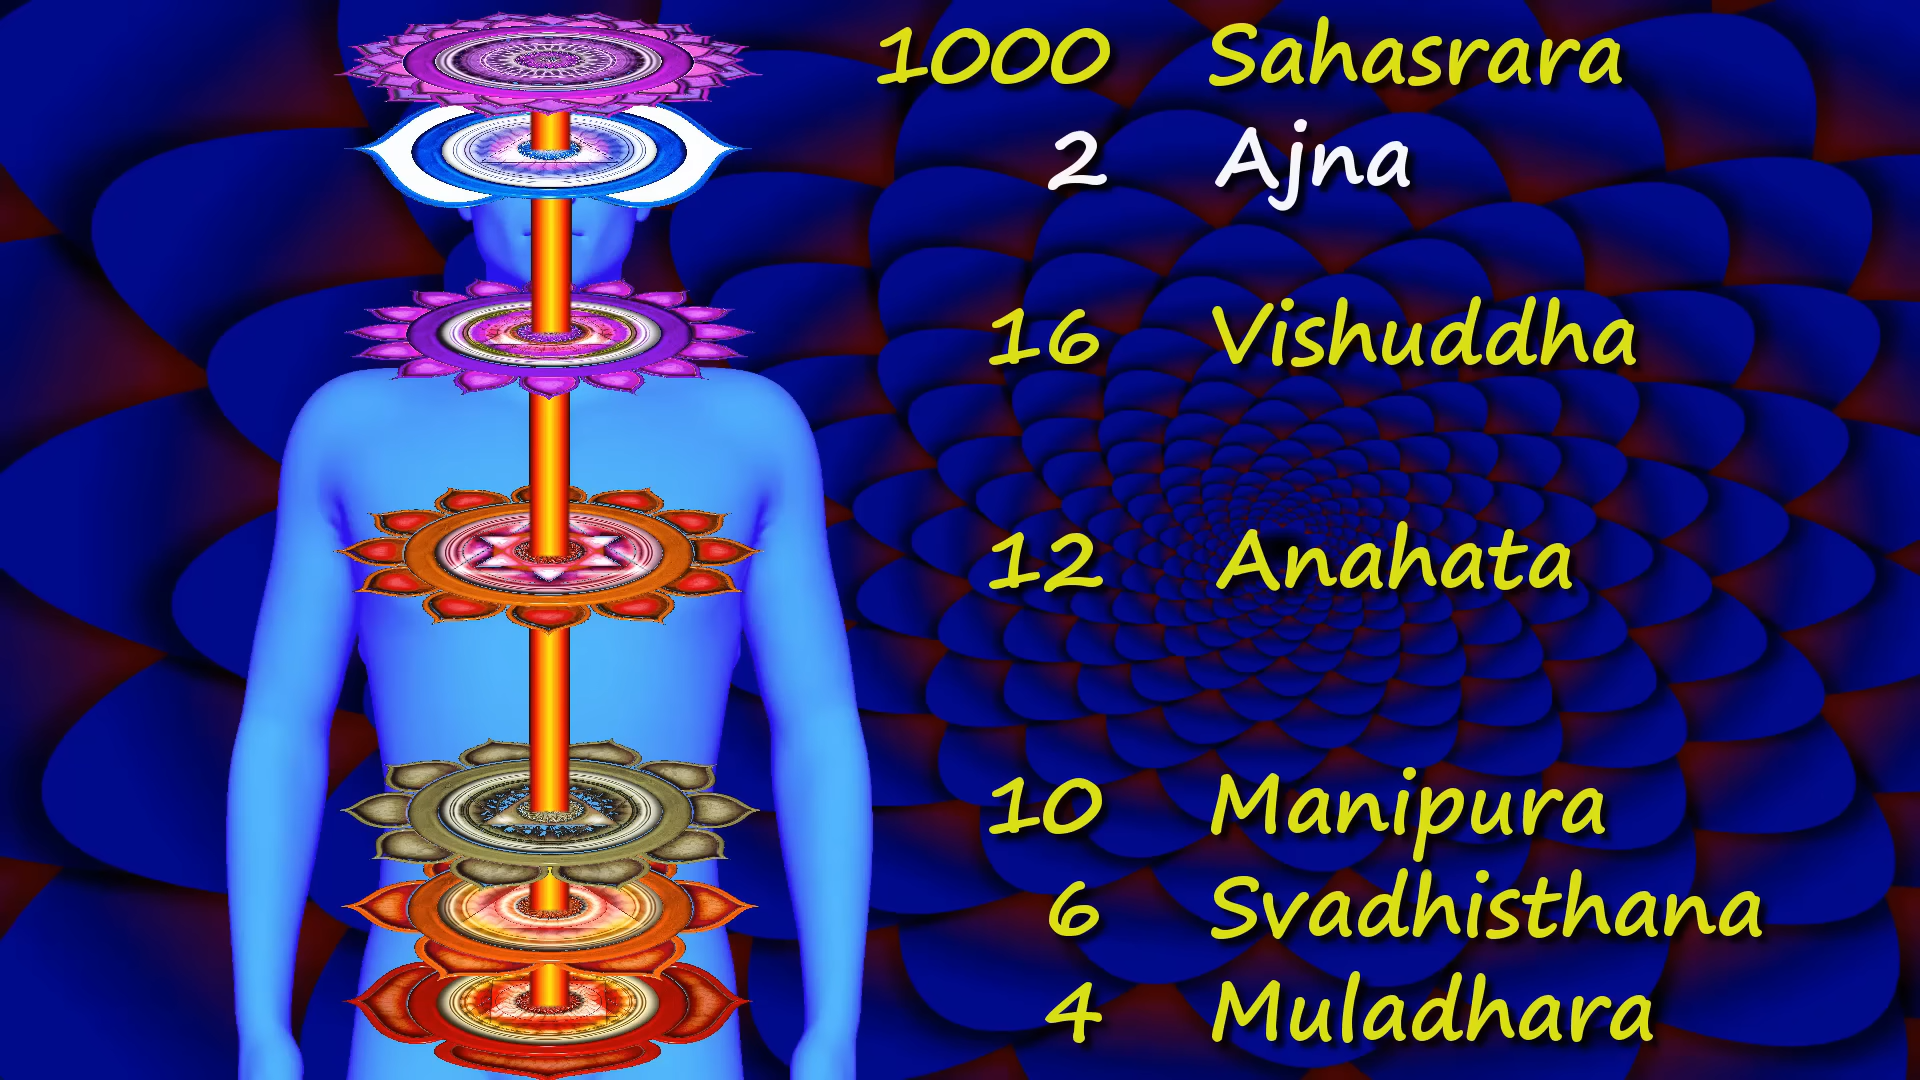 1000 Sahasrara
2 Ajna
16 Vishuddha
12 Anahata
10 Manipura
6 Svadhisthana
4 Muladhara